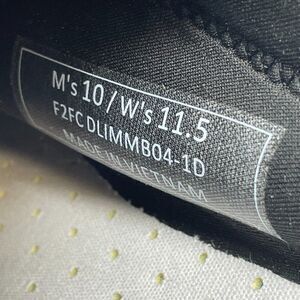 M's 10/W's 11.5
F2FC DLIMMB04-1D
MADE IN VIETNAM